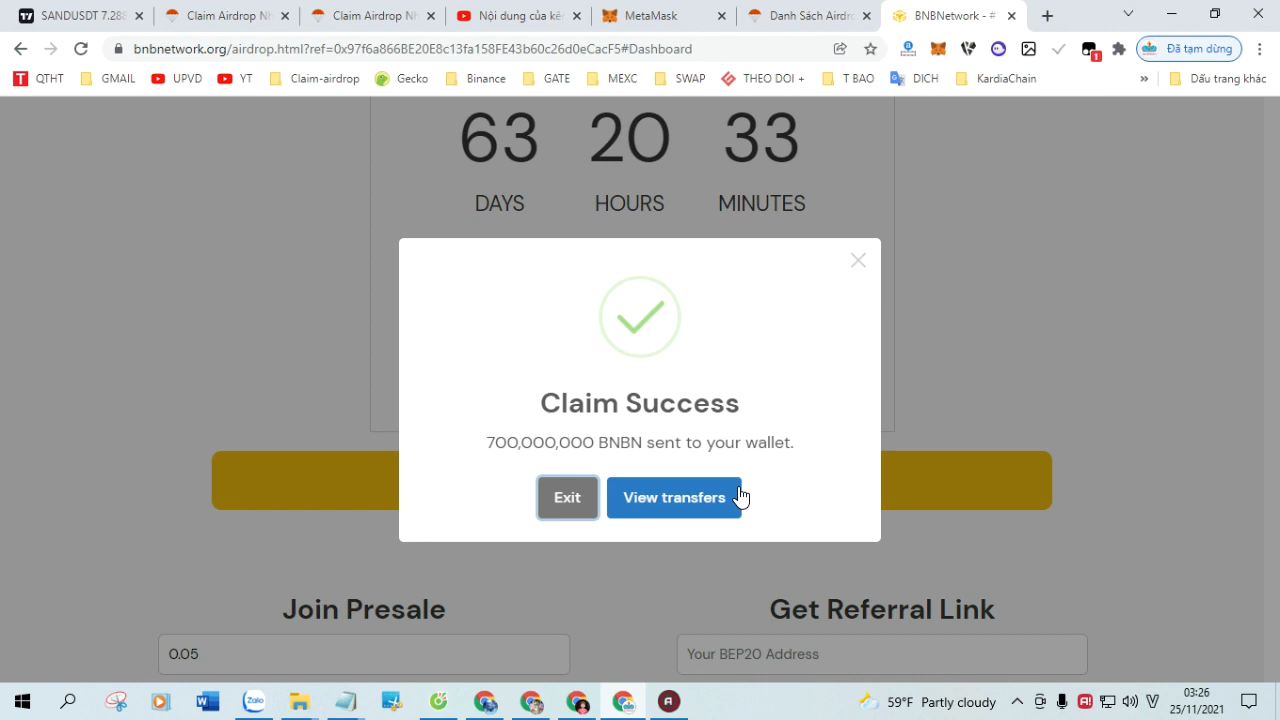 SANDUSDT 7.285
Claim Airdrop Nh
Claim Airdrop Nh
Nội dung của kê
MetaMask
Danh Sách Airdro
BNBNetwork - #
bnbnetwork.org/airdrop.html?ref=0x97f6a866BE20E8c13fa158FE43b60c26d0eCacF5#Dashboard
1
Đã tạm dừng
QTHT
GMAIL
UPVD
YT
Claim-airdrop
Gecko
Binance
GATE
MEXC
SWAP
THEO DOI +
T BAO
DICH
KardiaChain
»
Dấu trang khác
63 20 33
DAYS HOURS MINUTES
Claim Success
700,000,000 BNBN sent to your wallet.
Exit View transfers
Join Presale Get Referral Link
0.05 Your BEP20 Address
Zalo
59°F Partly cloudy
03:26
25/11/2021